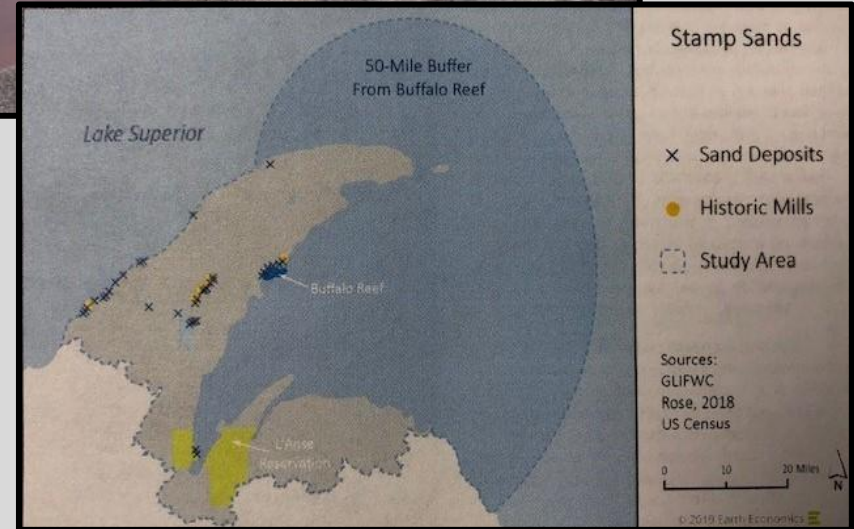 Stamp Sands
50-Mile Buffer
From Buffalo Reef
Lake Superior
Sand Deposits
Historic Mills
Study Area
Buffalo Reef
L'Anse
Reservation
Sources:
GLIFWC
Rose, 2018
US Census
0 10 20 Miles
N
© 2019 Earth Economics